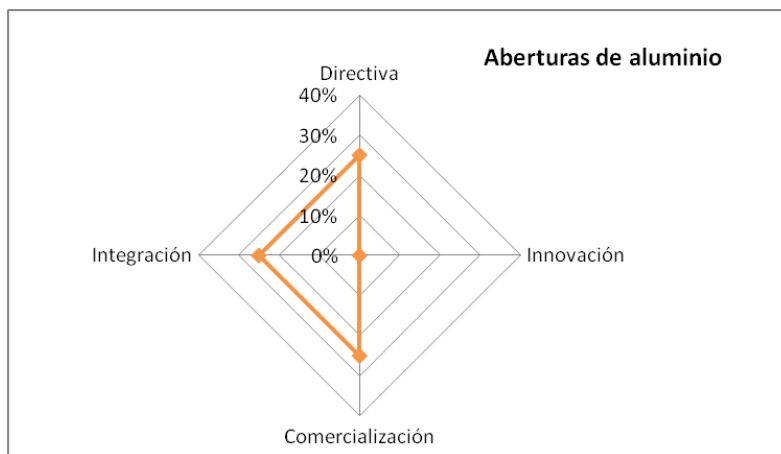 Aberturas de aluminio
Directiva
40%
30%
20%
10%
Integración
0%
Innovación
Comercialización